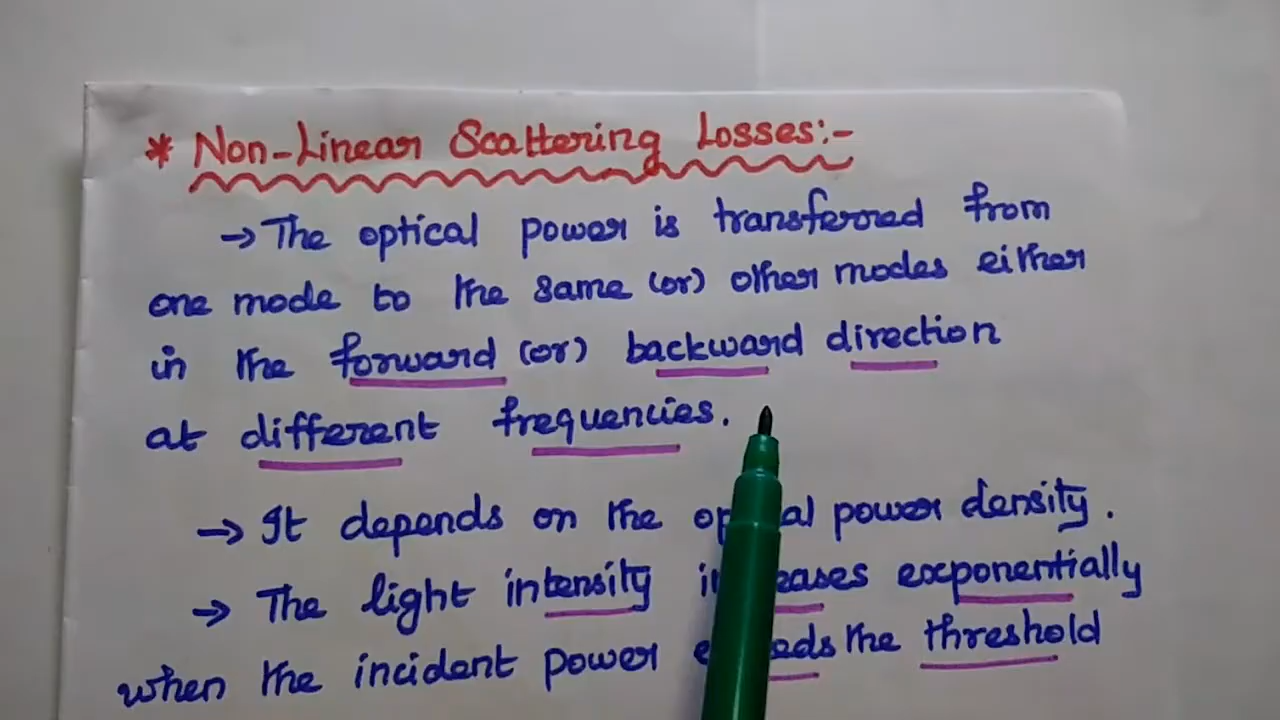 * Non-Linear Scattering Losses:-
→ The optical power is transferred from
one mode to the same (or) other modes either
in the forward (or) backward direction
at different frequencies.
→ It depends on the power density.
→ The light intensity exponentially
when the incident power the threshold